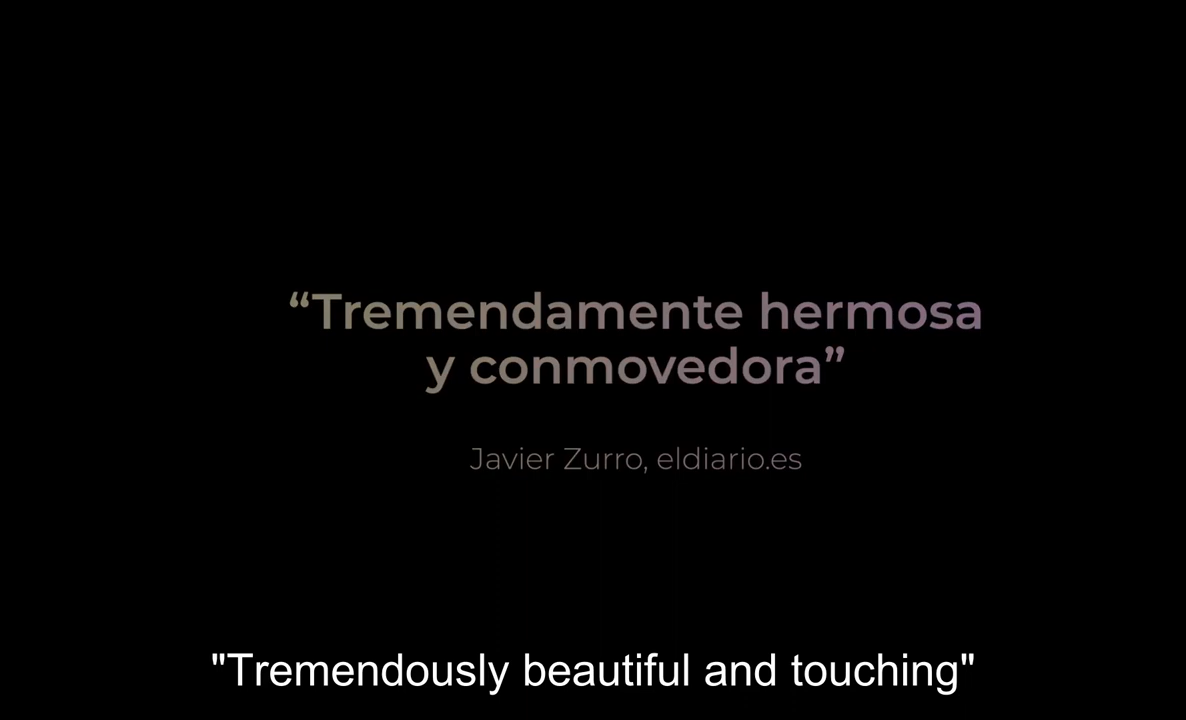 “Tremendamente hermosa
y conmovedora”
Javier Zurro, eldiario.es
"Tremendously beautiful and touching"